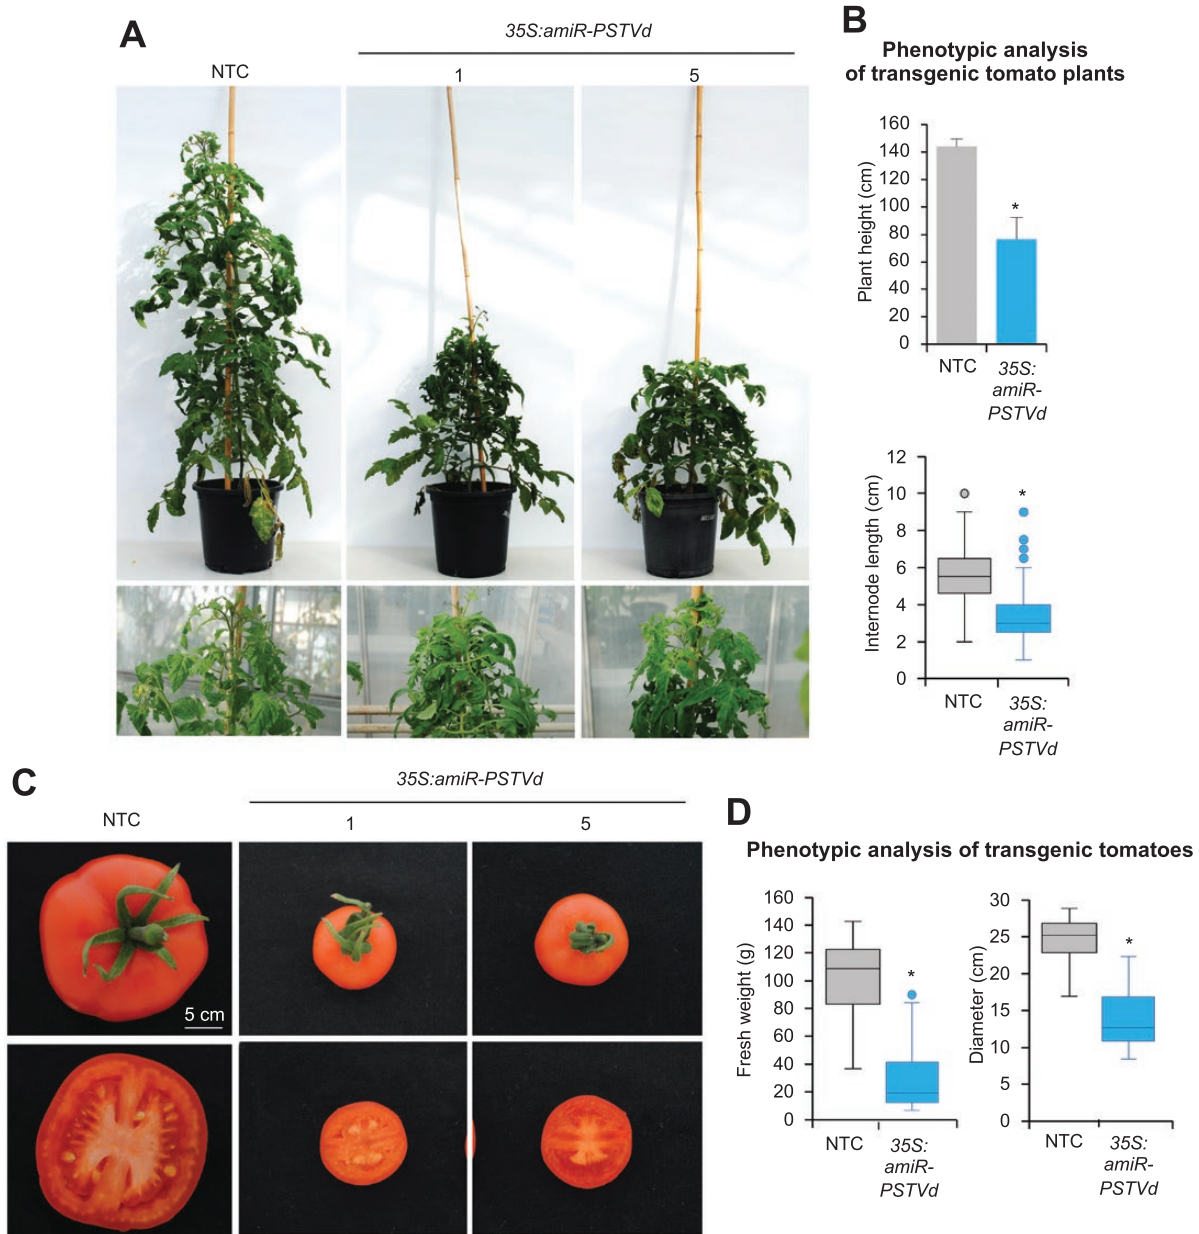 A
35S:amiR-PSTVd
NTC
1
5
B
Phenotypic analysis
of transgenic tomato plants
160
140
120
100
80
60
40
20
0
Plant height (cm)
*
NTC
35S:
amiR-
PSTVd
12
10
8
6
4
2
0
Internode length (cm)
*
NTC
35S:
amiR-
PSTVd
C
35S:amiR-PSTVd
NTC
1
5
5 cm
D
Phenotypic analysis of transgenic tomatoes
160
140
120
100
80
60
40
20
0
Fresh weight (g)
*
NTC
35S:
amiR-
PSTVd
30
25
20
15
10
5
0
Diameter (cm)
*
NTC
35S:
amiR-
PSTVd